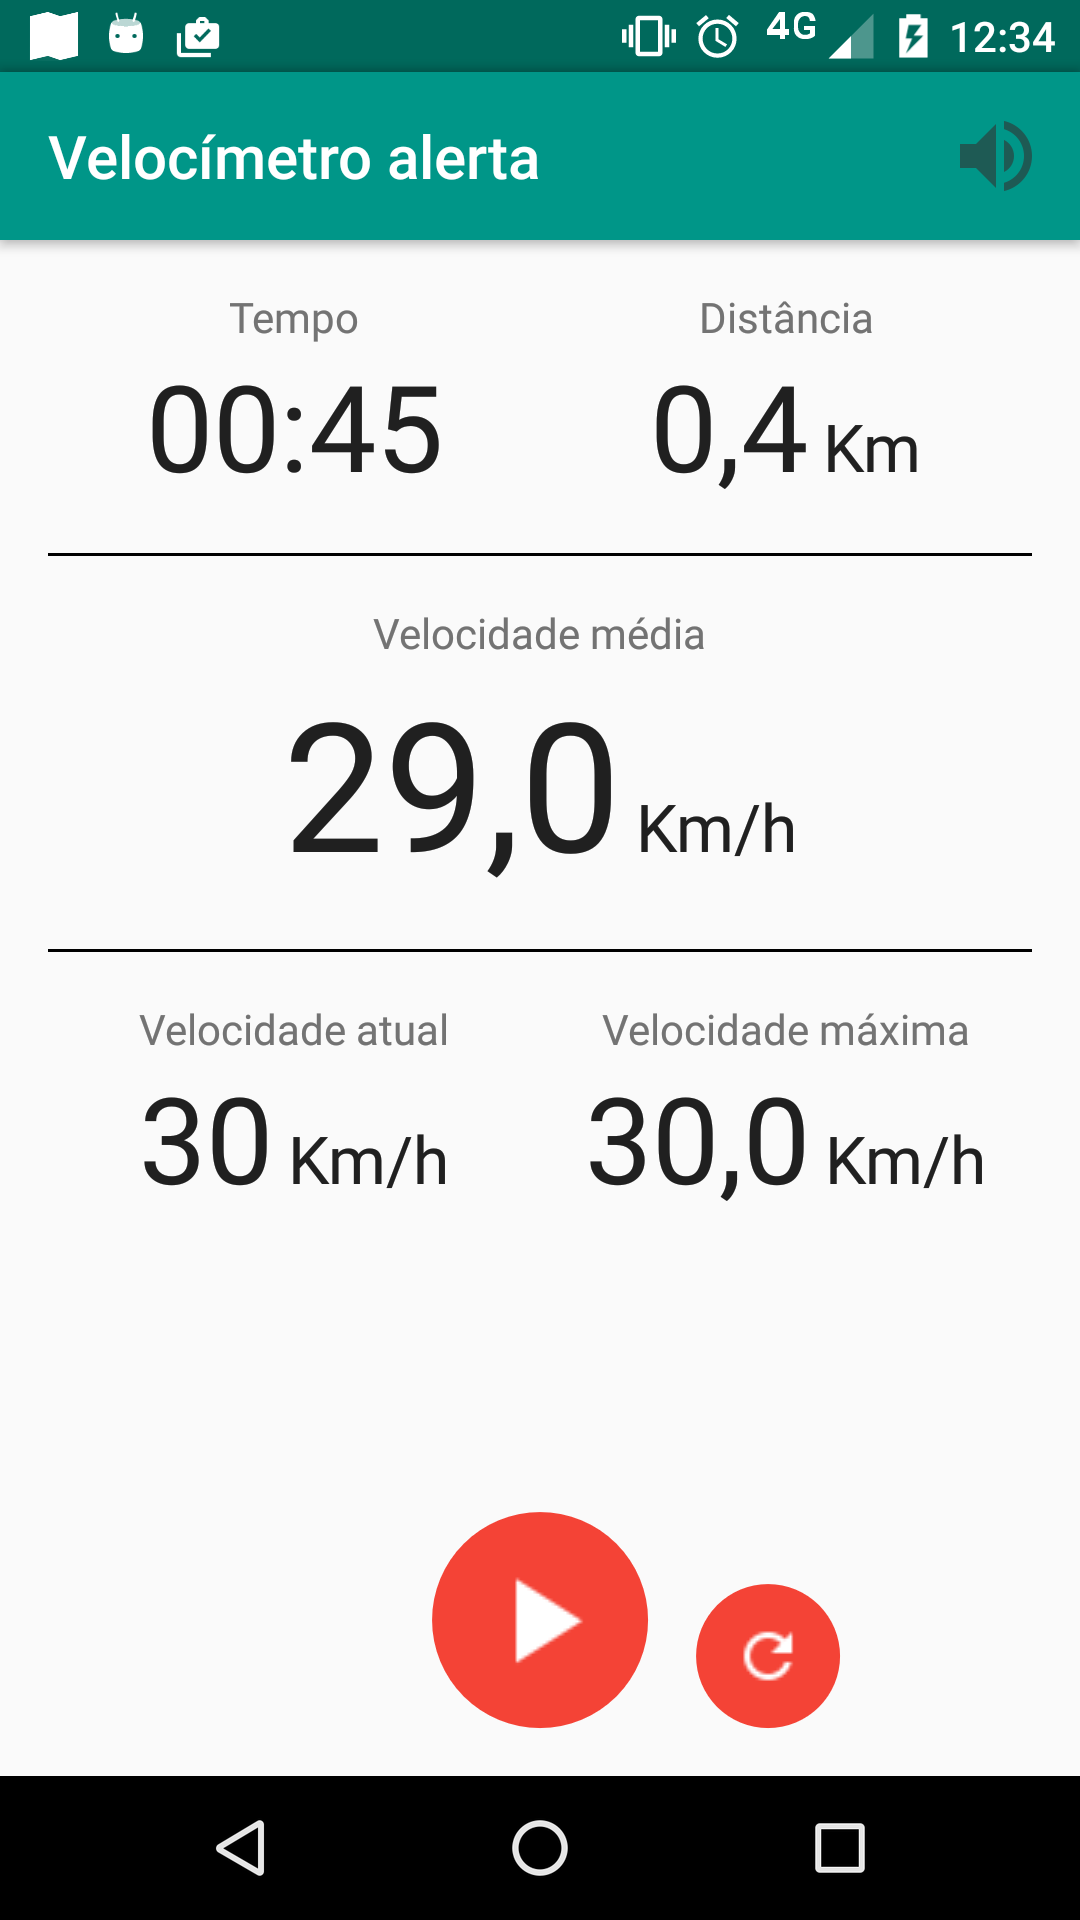 4G 12:34
Velocímetro alerta
Tempo Distância
00:45 0,4 Km
Velocidade média
29,0 Km/h
Velocidade atual Velocidade máxima
30 Km/h 30,0 Km/h